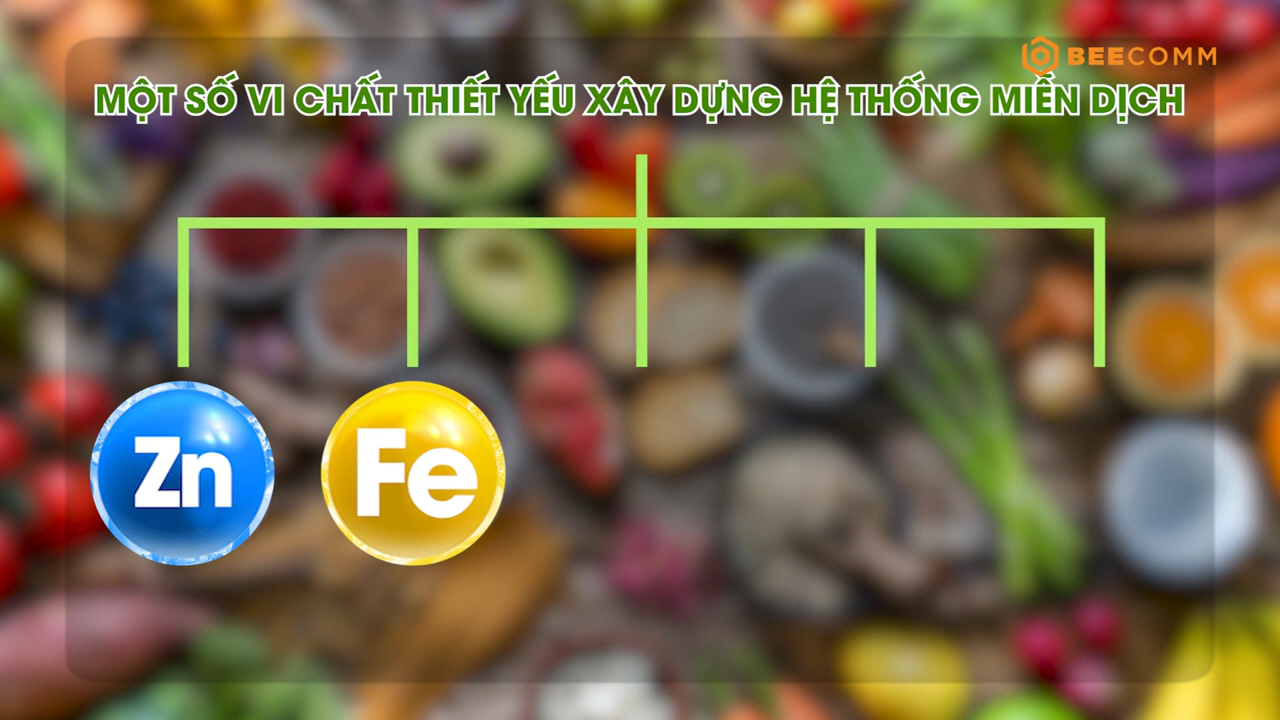 BEECOMM
MỘT SỐ VI CHẤT THIẾT YẾU XÂY DỰNG HỆ THỐNG MIỄN DỊCH
Zn
Fe